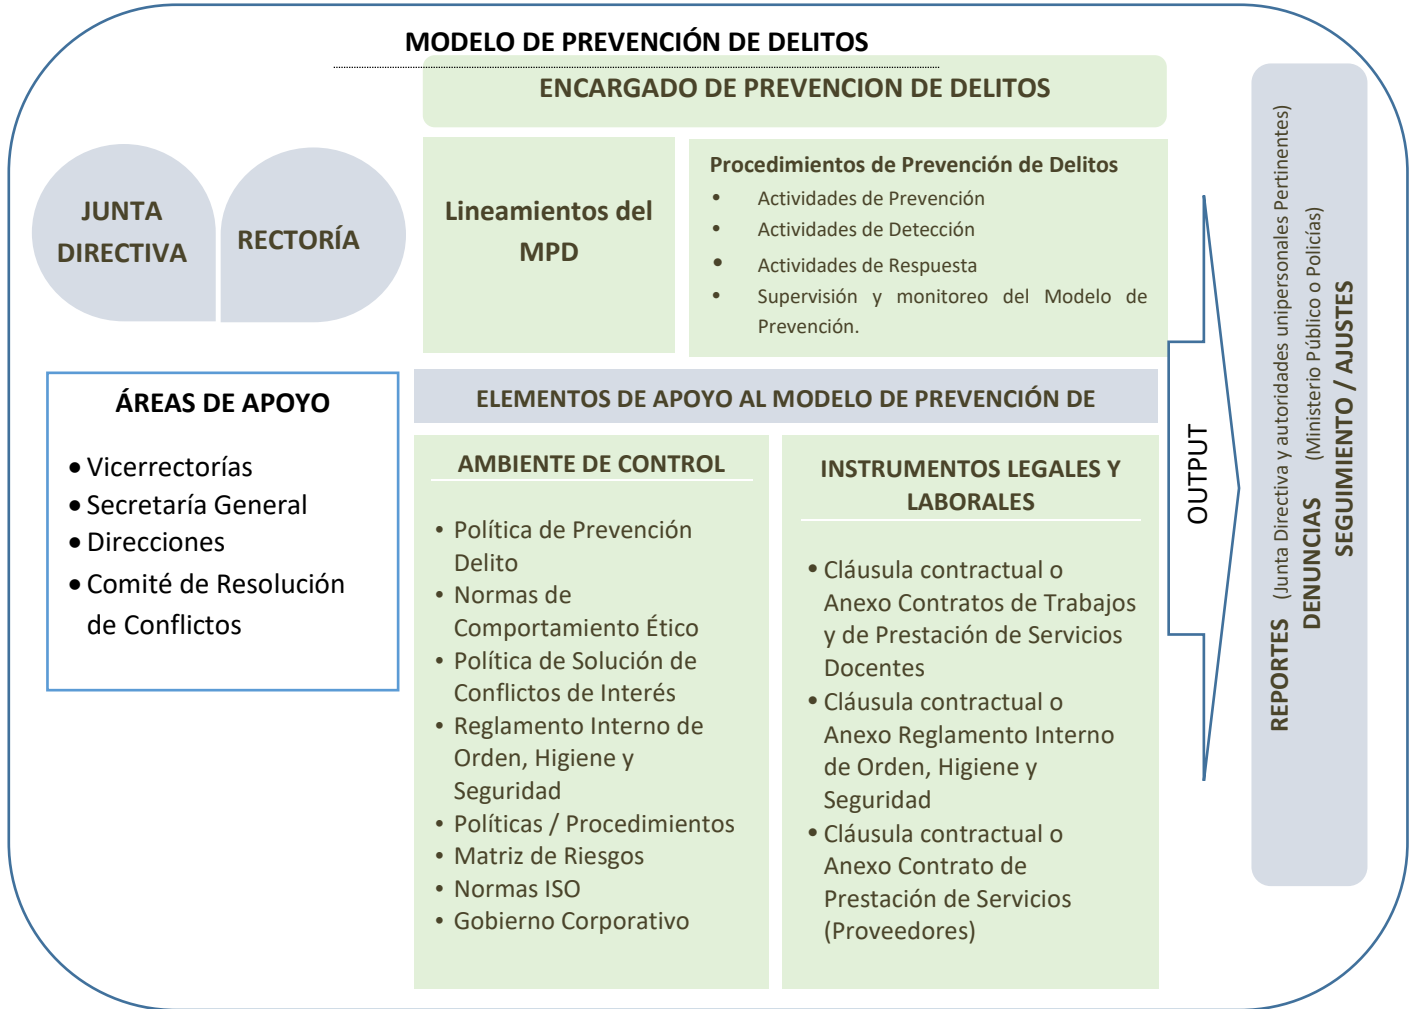 MODELO DE PREVENCIÓN DE DELITOS
ENCARGADO DE PREVENCION DE DELITOS
JUNTA
DIRECTIVA
RECTORÍA
Lineamientos del
MPD
Procedimientos de Prevención de Delitos
• Actividades de Prevención
• Actividades de Detección
• Actividades de Respuesta
• Supervisión y monitoreo del Modelo de
Prevención.
ÁREAS DE APOYO
• Vicerrectorías
• Secretaría General
• Direcciones
• Comité de Resolución
de Conflictos
ELEMENTOS DE APOYO AL MODELO DE PREVENCIÓN DE
AMBIENTE DE CONTROL
• Política de Prevención
Delito
• Normas de
Comportamiento Ético
• Política de Solución de
Conflictos de Interés
• Reglamento Interno de
Orden, Higiene y
Seguridad
• Políticas / Procedimientos
• Matriz de Riesgos
• Normas ISO
• Gobierno Corporativo
INSTRUMENTOS LEGALES Y
LABORALES
• Cláusula contractual o
Anexo Contratos de Trabajos
y de Prestación de Servicios
Docentes
• Cláusula contractual o
Anexo Reglamento Interno
de Orden, Higiene y
Seguridad
• Cláusula contractual o
Anexo Contrato de
Prestación de Servicios
(Proveedores)
OUTPUT
REPORTES (Junta Directiva y autoridades unipersonales Pertinentes)
DENUNCIAS (Ministerio Público o Policías)
SEGUIMIENTO / AJUSTES